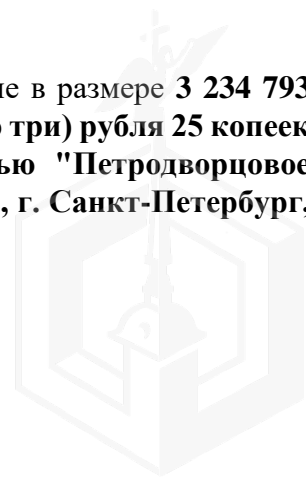 ие в размере 3 234 793
о три) рубля 25 копеек
ью "Петродворцовое
, г. Санкт-Петербург,